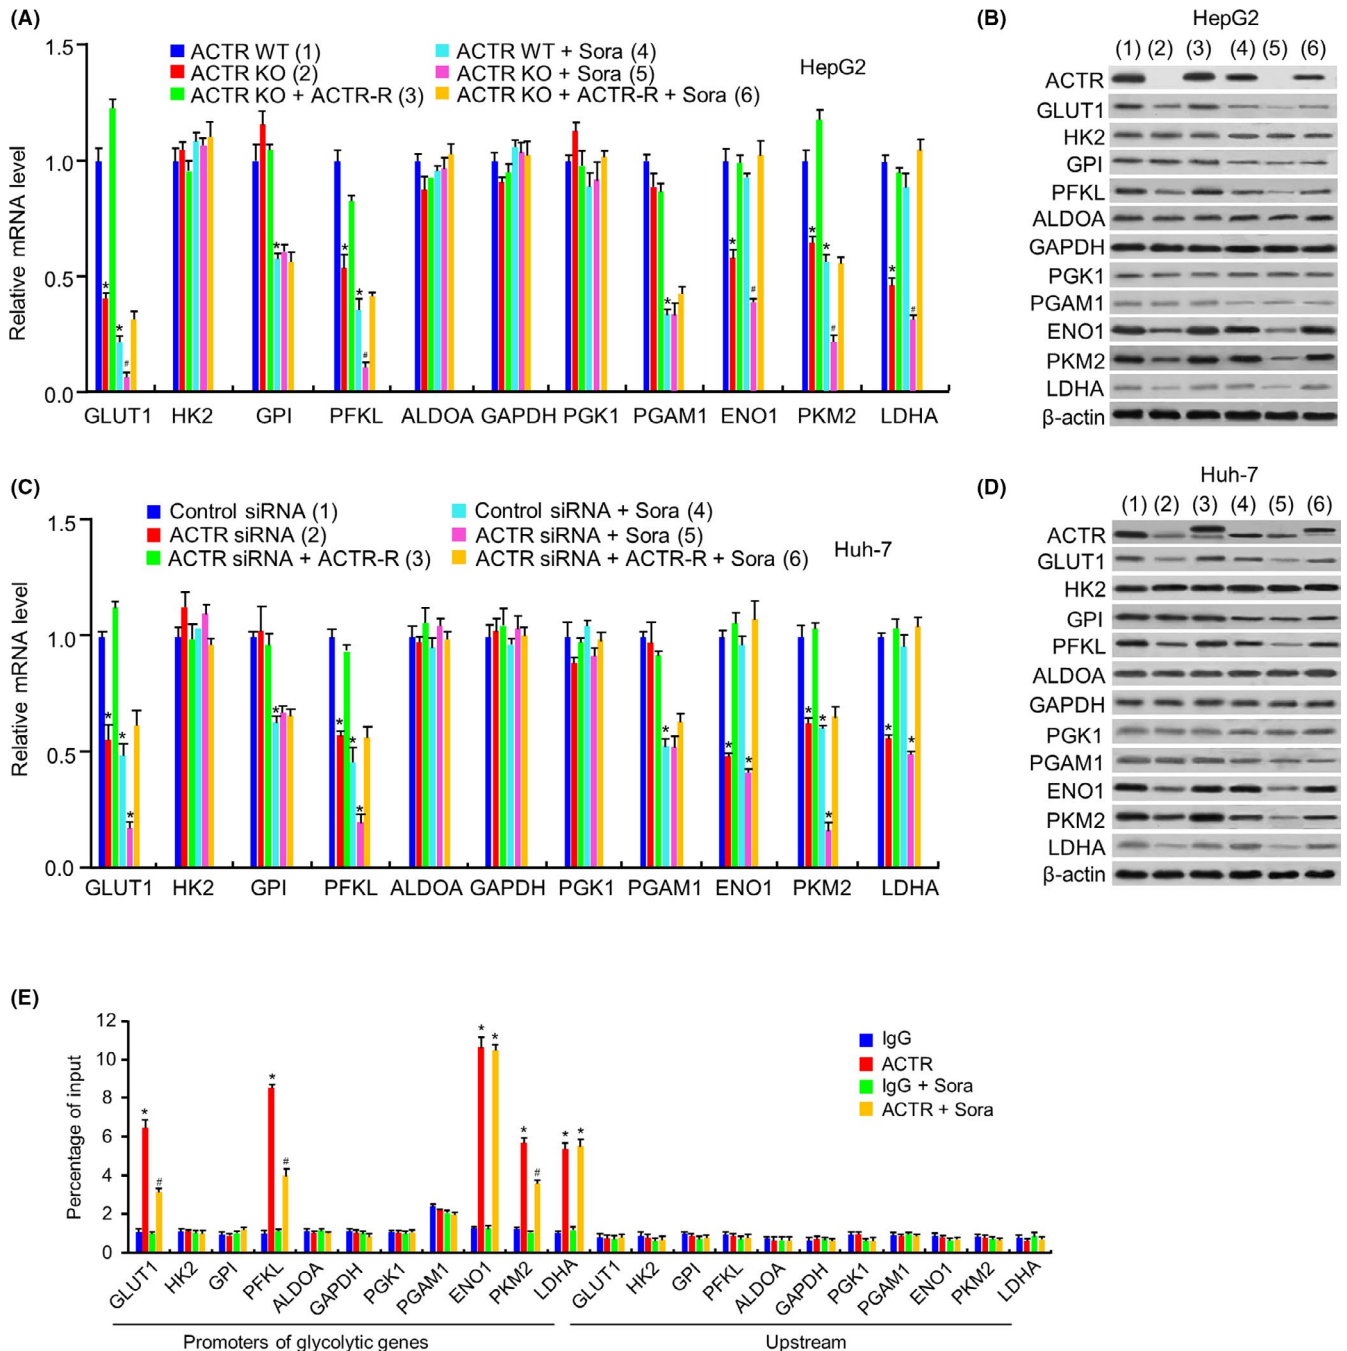 (A)
1.5
1.0
0.5
0.0
Relative mRNA level
ACTR WT (1)
ACTR KO (2)
ACTR KO + ACTR-R (3)
ACTR WT + Sora (4)
ACTR KO + Sora (5)
ACTR KO + ACTR-R + Sora (6)
HepG2
* * # * * * # * * # * * # * #
GLUT1 HK2 GPI PFKL ALDOA GAPDH PGK1 PGAM1 ENO1 PKM2 LDHA
(B)
HepG2
(1) (2) (3) (4) (5) (6)
ACTR
GLUT1
HK2
GPI
PFKL
ALDOA
GAPDH
PGK1
PGAM1
ENO1
PKM2
LDHA
β-actin
(C)
1.5
1.0
0.5
0.0
Relative mRNA level
Control siRNA (1)
ACTR siRNA (2)
ACTR siRNA + ACTR-R (3)
Control siRNA + Sora (4)
ACTR siRNA + Sora (5)
ACTR siRNA + ACTR-R + Sora (6)
Huh-7
* * * * * * * * * * * * * * *
GLUT1 HK2 GPI PFKL ALDOA GAPDH PGK1 PGAM1 ENO1 PKM2 LDHA
(D)
Huh-7
(1) (2) (3) (4) (5) (6)
ACTR
GLUT1
HK2
GPI
PFKL
ALDOA
GAPDH
PGK1
PGAM1
ENO1
PKM2
LDHA
β-actin
(E)
12
10
8
6
4
2
0
Percentage of input
IgG
ACTR
IgG + Sora
ACTR + Sora
* # * # * * * # * *
GLUT1 HK2 GPI PFKL ALDOA GAPDH PGK1 PGAM1 ENO1 PKM2 LDHA GLUT1 HK2 GPI PFKL ALDOA GAPDH PGK1 PGAM1 ENO1 PKM2 LDHA
Promoters of glycolytic genes
Upstream